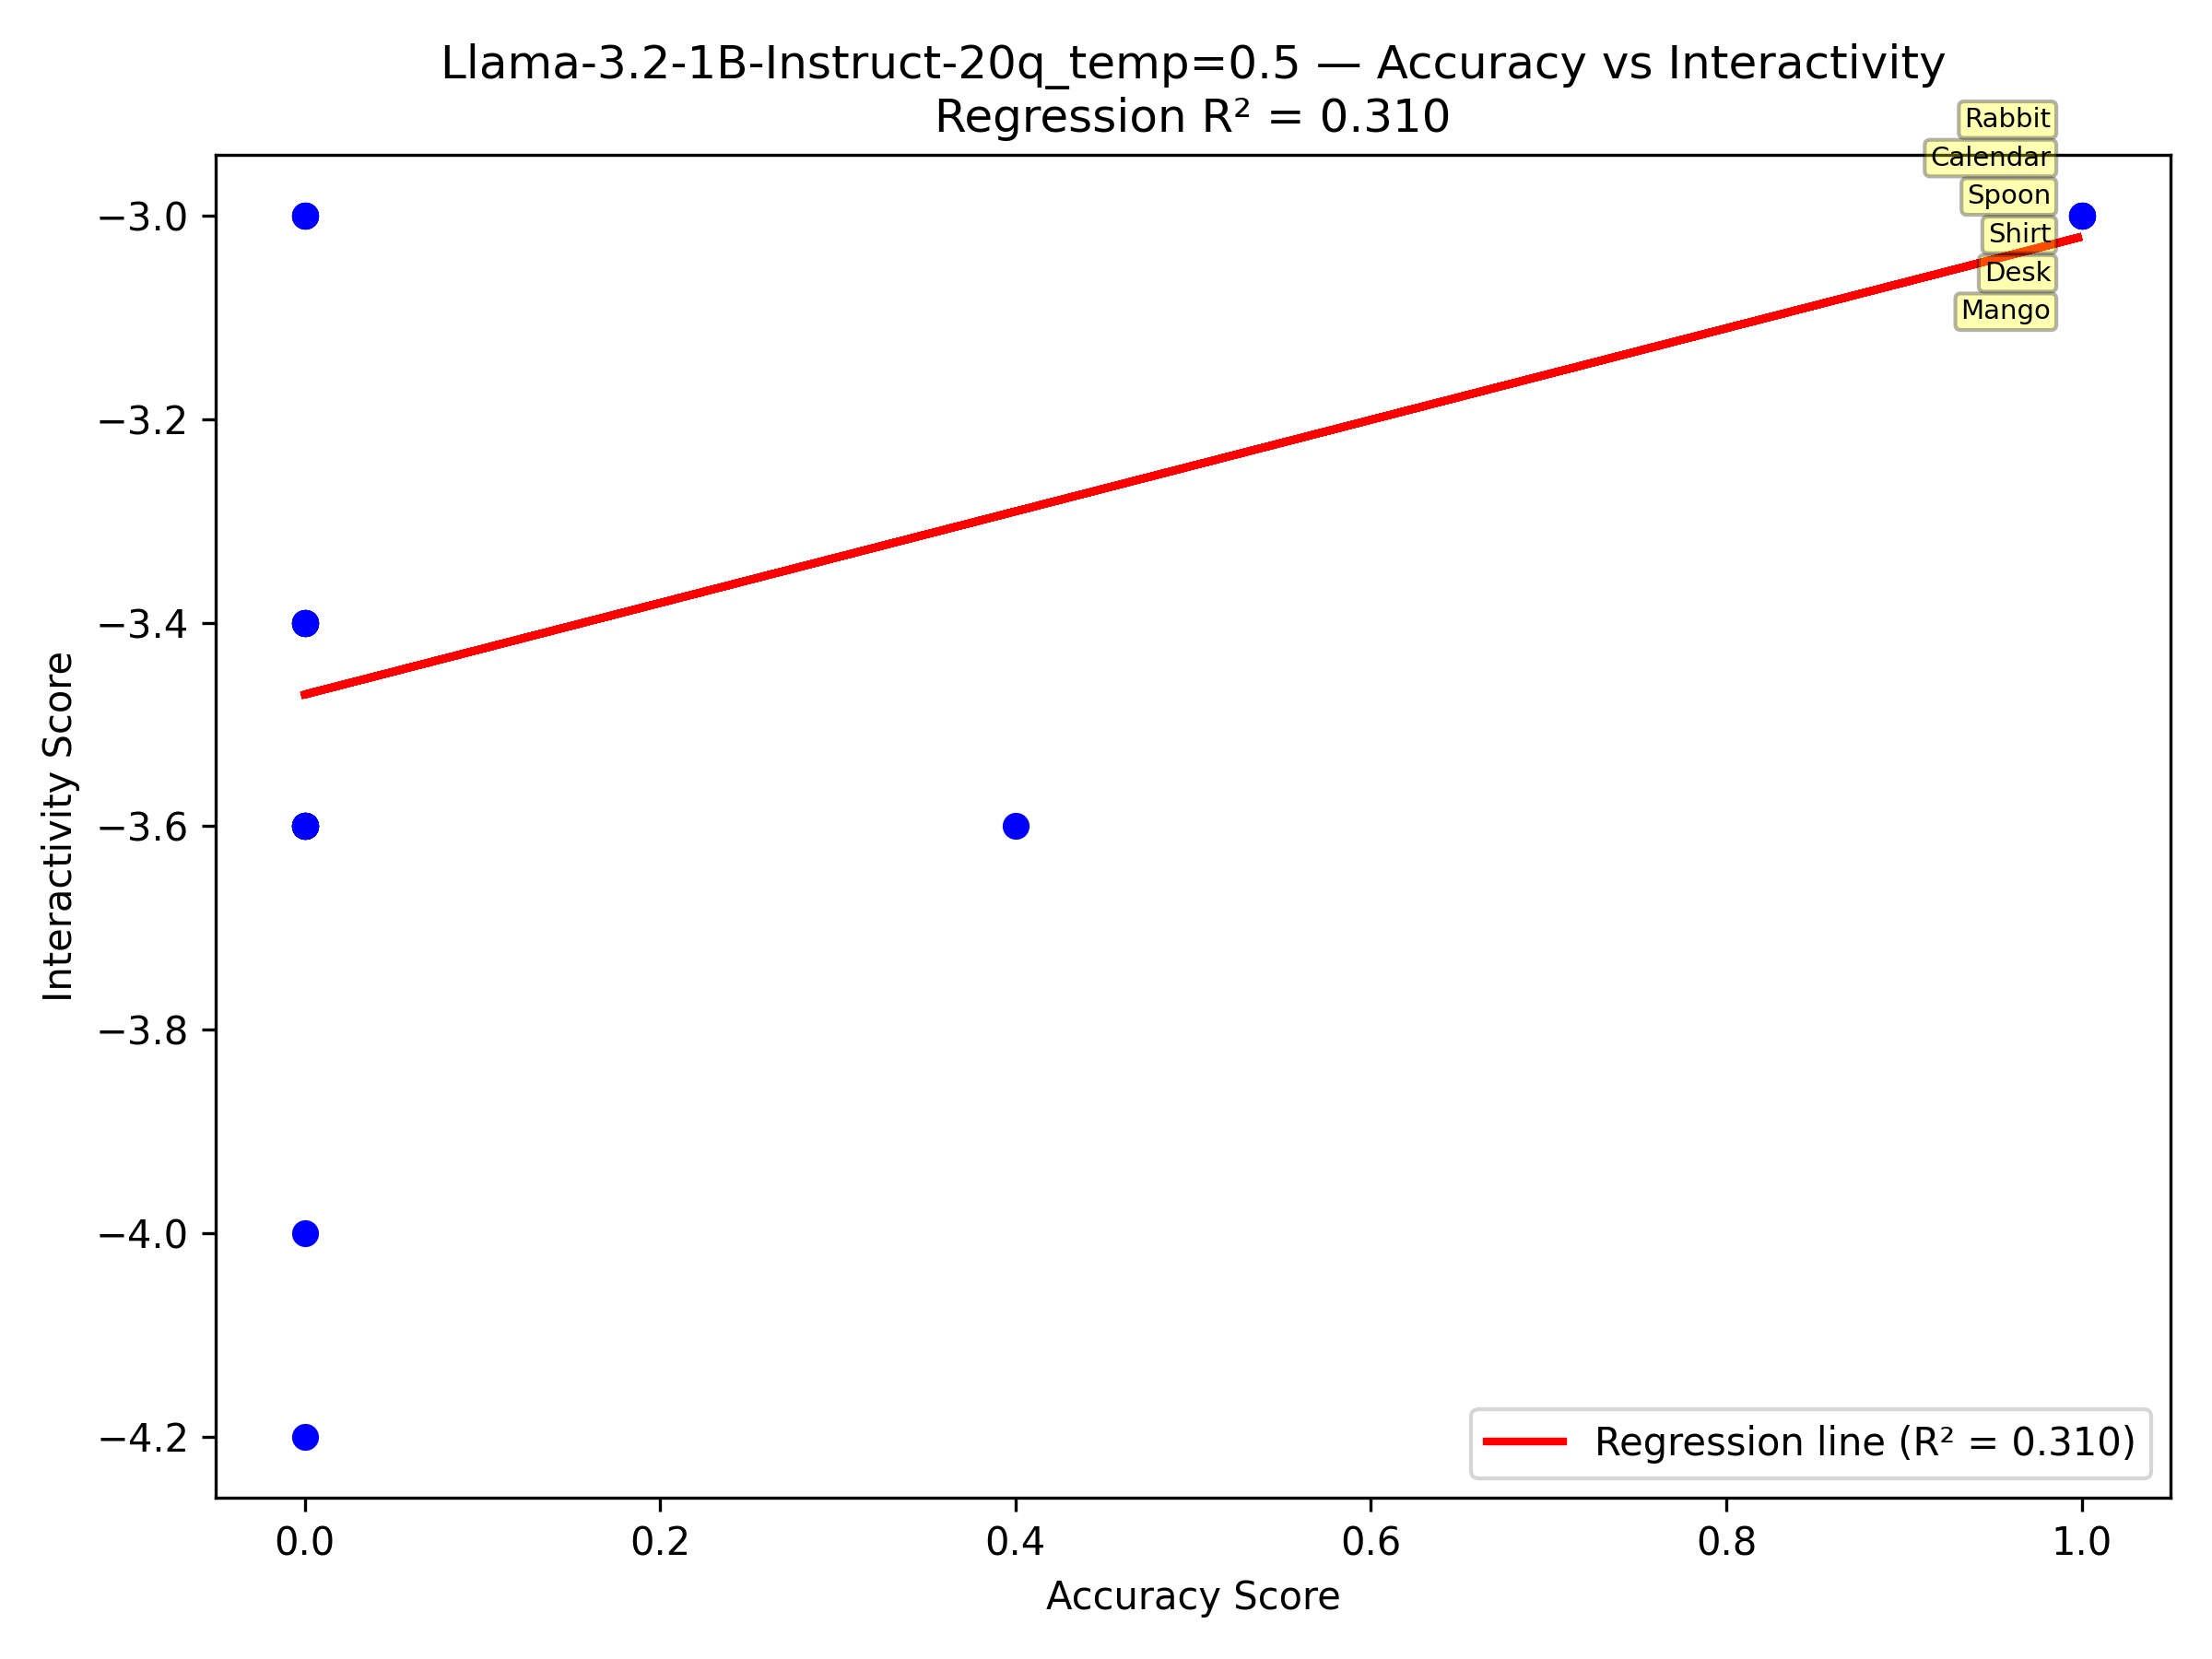 Llama-3.2-1B-Instruct-20q_temp=0.5 — Accuracy vs Interactivity
Regression R² = 0.310
Rabbit
Calendar
Spoon
Shirt
Desk
Mango
−3.0
−3.2
−3.4
−3.6
−3.8
−4.0
−4.2
Interactivity Score
Regression line (R² = 0.310)
0.0
0.2
0.4
0.6
0.8
1.0
Accuracy Score